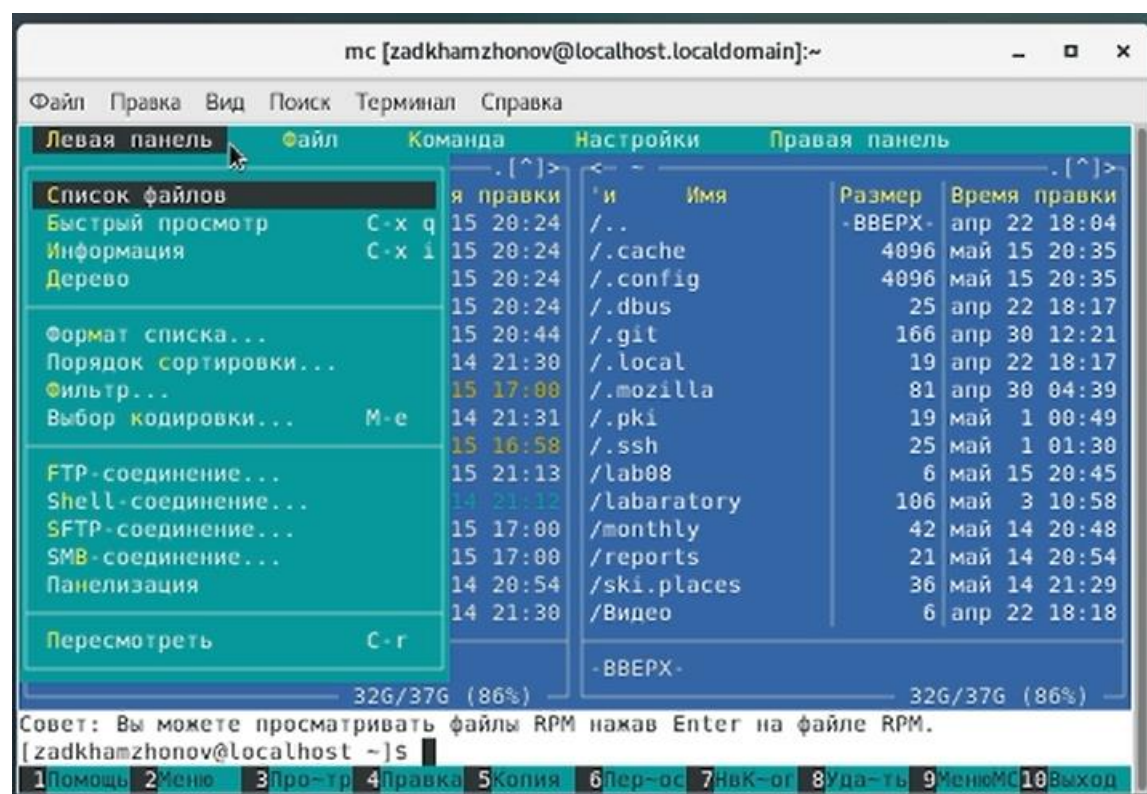 mc [zadkhamzhonov@localhost.localdomain]:~
Файл Правка Вид Поиск Терминал Справка
Левая панель Файл Команда Настройки Правая панель
.[^]> <- ~ .[^]>
Список файлов я правки 'и Имя Размер Время правки
Быстрый просмотр C-x q 15 20:24 /.. -ВВЕРХ- апр 22 18:04
Информация C-x i 15 20:24 /.cache 4096 май 15 20:35
Дерево 15 20:24 /.config 4096 май 15 20:35
15 20:24 /.dbus 25 апр 22 18:17
Формат списка... 15 20:44 /.git 166 апр 30 12:21
Порядок сортировки... 14 21:30 /.local 19 апр 22 18:17
Фильтр... 15 17:00 /.mozilla 81 апр 30 04:39
Выбор кодировки... M-e 14 21:31 /.pki 19 май 1 00:49
15 16:58 /.ssh 25 май 1 01:30
FTP-соединение... 15 21:13 /lab08 6 май 15 20:45
Shell-соединение... 14 21:12 /labaratory 106 май 3 10:58
SFTP-соединение... 15 17:00 /monthly 42 май 14 20:48
SMB-соединение... 15 17:00 /reports 21 май 14 20:54
Панелизация 14 20:54 /ski.places 36 май 14 21:29
14 21:30 /Видео 6 апр 22 18:18
Пересмотреть C-r
-ВВЕРХ-
32G/37G (86%) 32G/37G (86%)
Совет: Вы можете просматривать файлы RPM нажав Enter на файле RPM.
[zadkhamzhonov@localhost ~]$
1Помощь 2Меню 3Про~тр 4Правка 5Копия 6Пер~ос 7НвК~ог 8Уда~ть 9МенюMC 10Выход